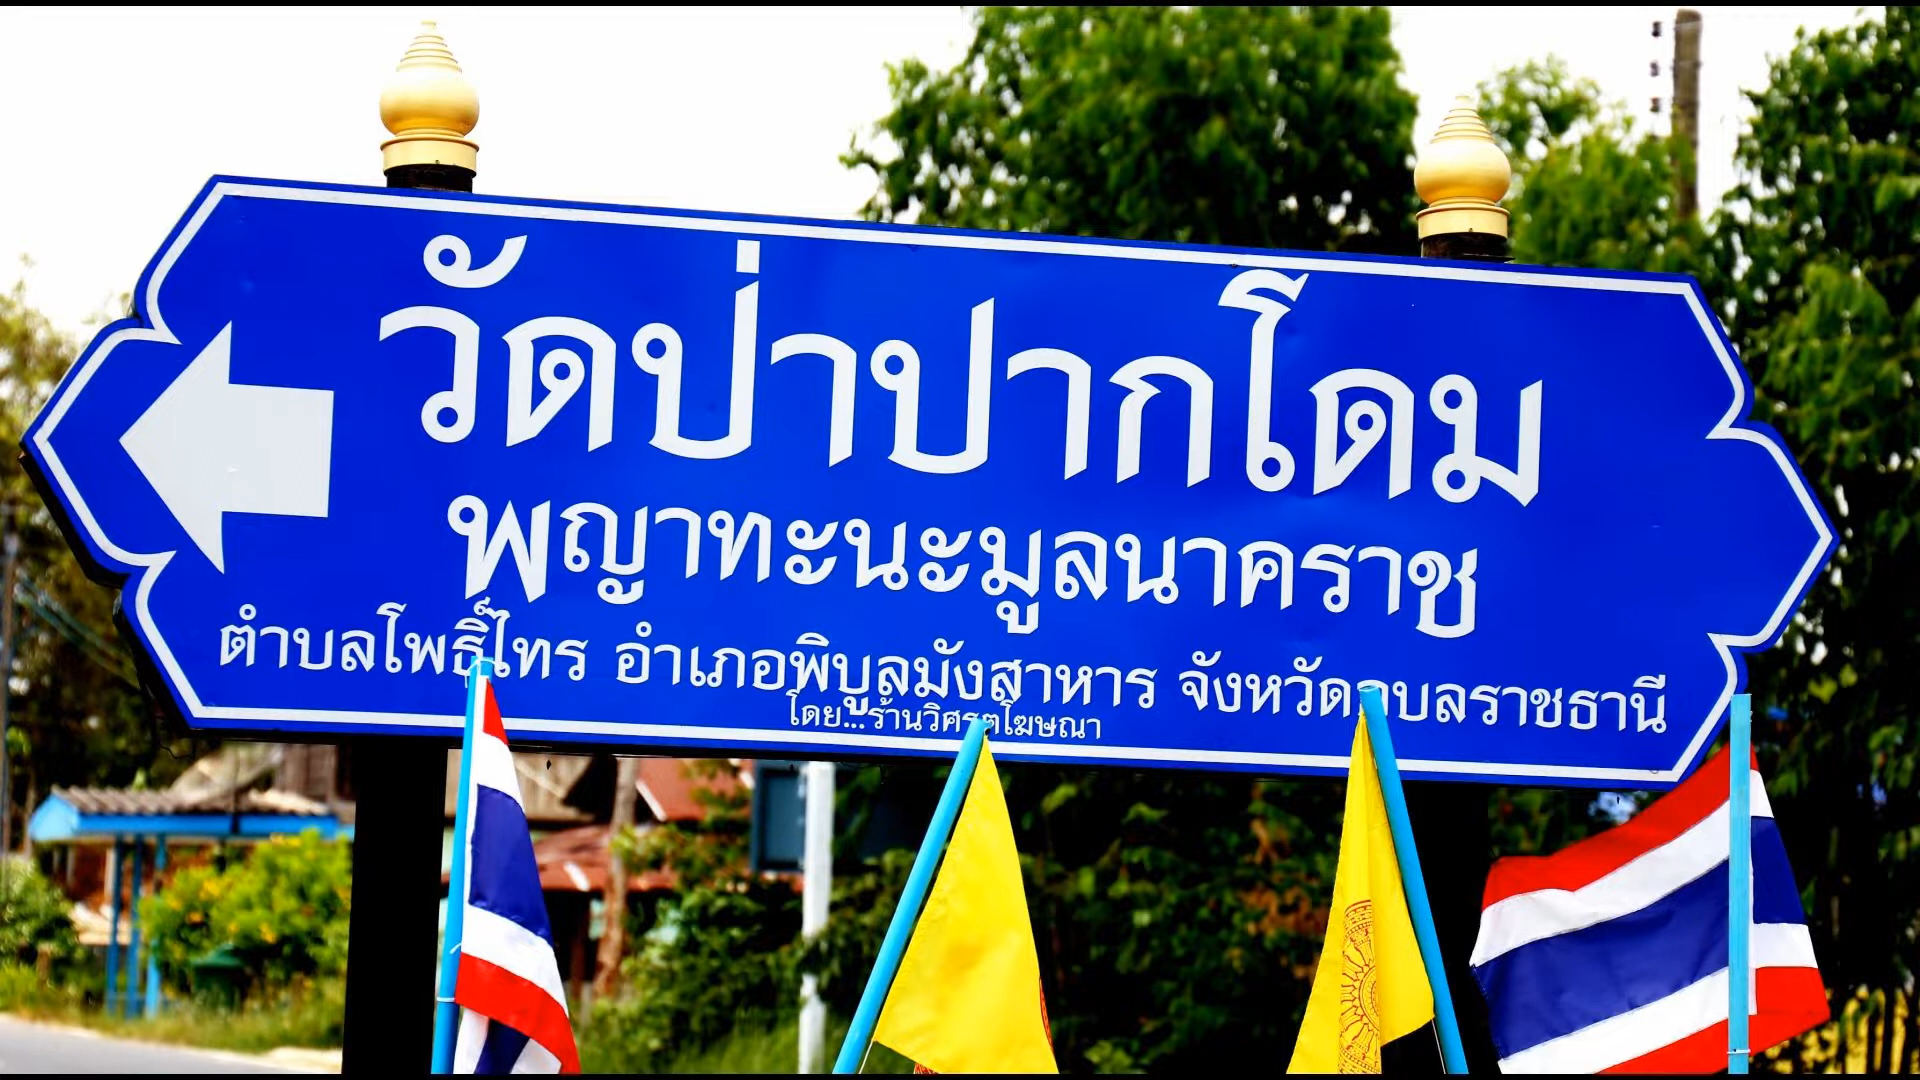 วัดป่าปากโดม
พญาทะนะมูลนาคราช
ตำบลโพธิ์ไทร อำเภอพิบูลมังสาหาร จังหวัดอุบลราชธานี
โดย...ร้านวิศรุตโฆษณา